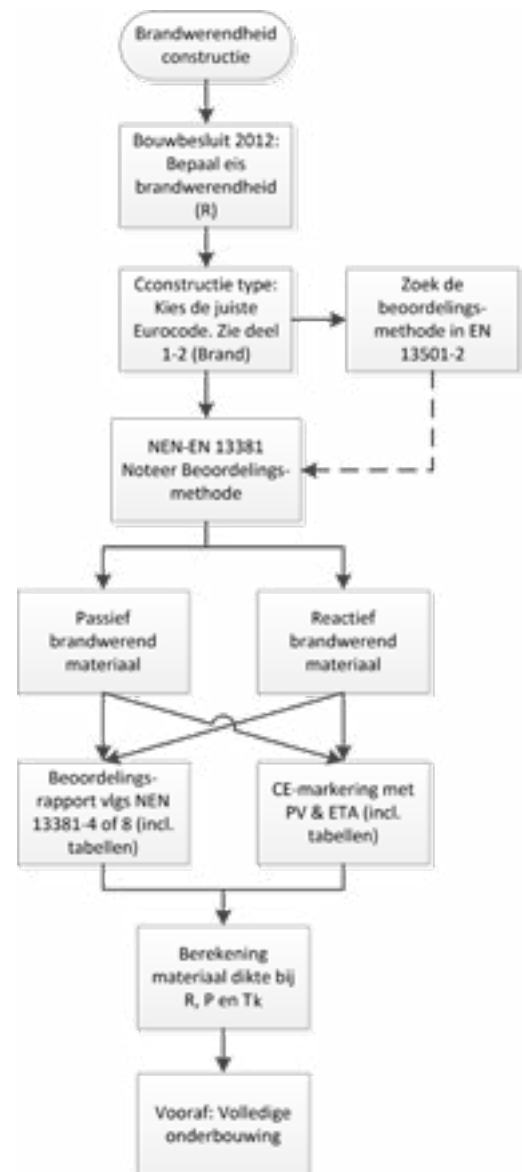 Brandwerendheid
constructie
Bouwbesluit 2012:
Bepaal eis
brandwerendheid
(R)
Cconstructie type:
Kies de juiste
Eurocode. Zie deel
1-2 (Brand)
Zoek de
beoordelings-
methode in EN
13501-2
NEN-EN 13381
Noteer Beoordelings-
methode
Passief
brandwerend
materiaal
Reactief
brandwerend
materiaal
Beoordelings-
rapport vlgs NEN
13381-4 of 8 (incl.
tabellen)
CE-markering met
PV & ETA (incl.
tabellen)
Berekening
materiaal dikte bij
R, P en Tk
Vooraf: Volledige
onderbouwing